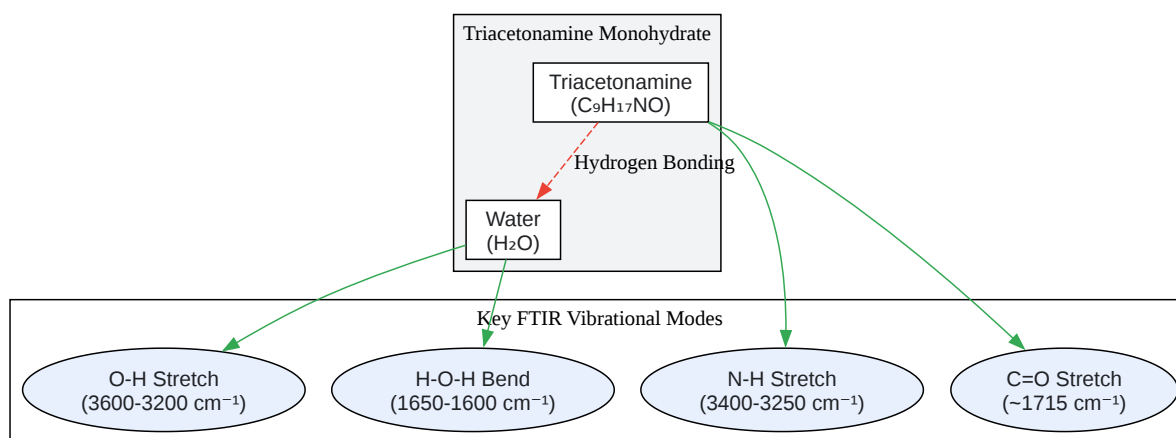 Triacetonamine Monohydrate
Triacetonamine
(C₉H₁₇NO)
Hydrogen Bonding
Water
(H₂O)
Key FTIR Vibrational Modes
O-H Stretch
(3600-3200 cm⁻¹)
H-O-H Bend
(1650-1600 cm⁻¹)
N-H Stretch
(3400-3250 cm⁻¹)
C=O Stretch
(~1715 cm⁻¹)